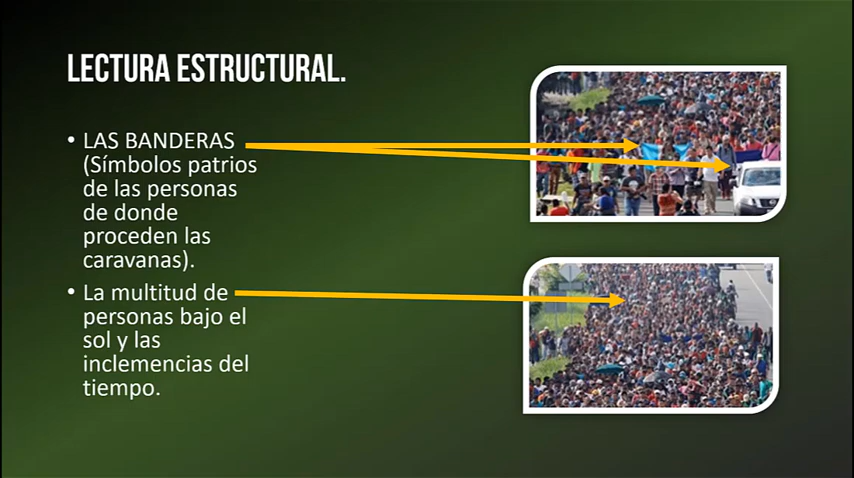 LECTURA ESTRUCTURAL.
• LAS BANDERAS
(Símbolos patrios
de las personas
de donde
proceden las
caravanas).
• La multitud de
personas bajo el
sol y las
inclemencias del
tiempo.